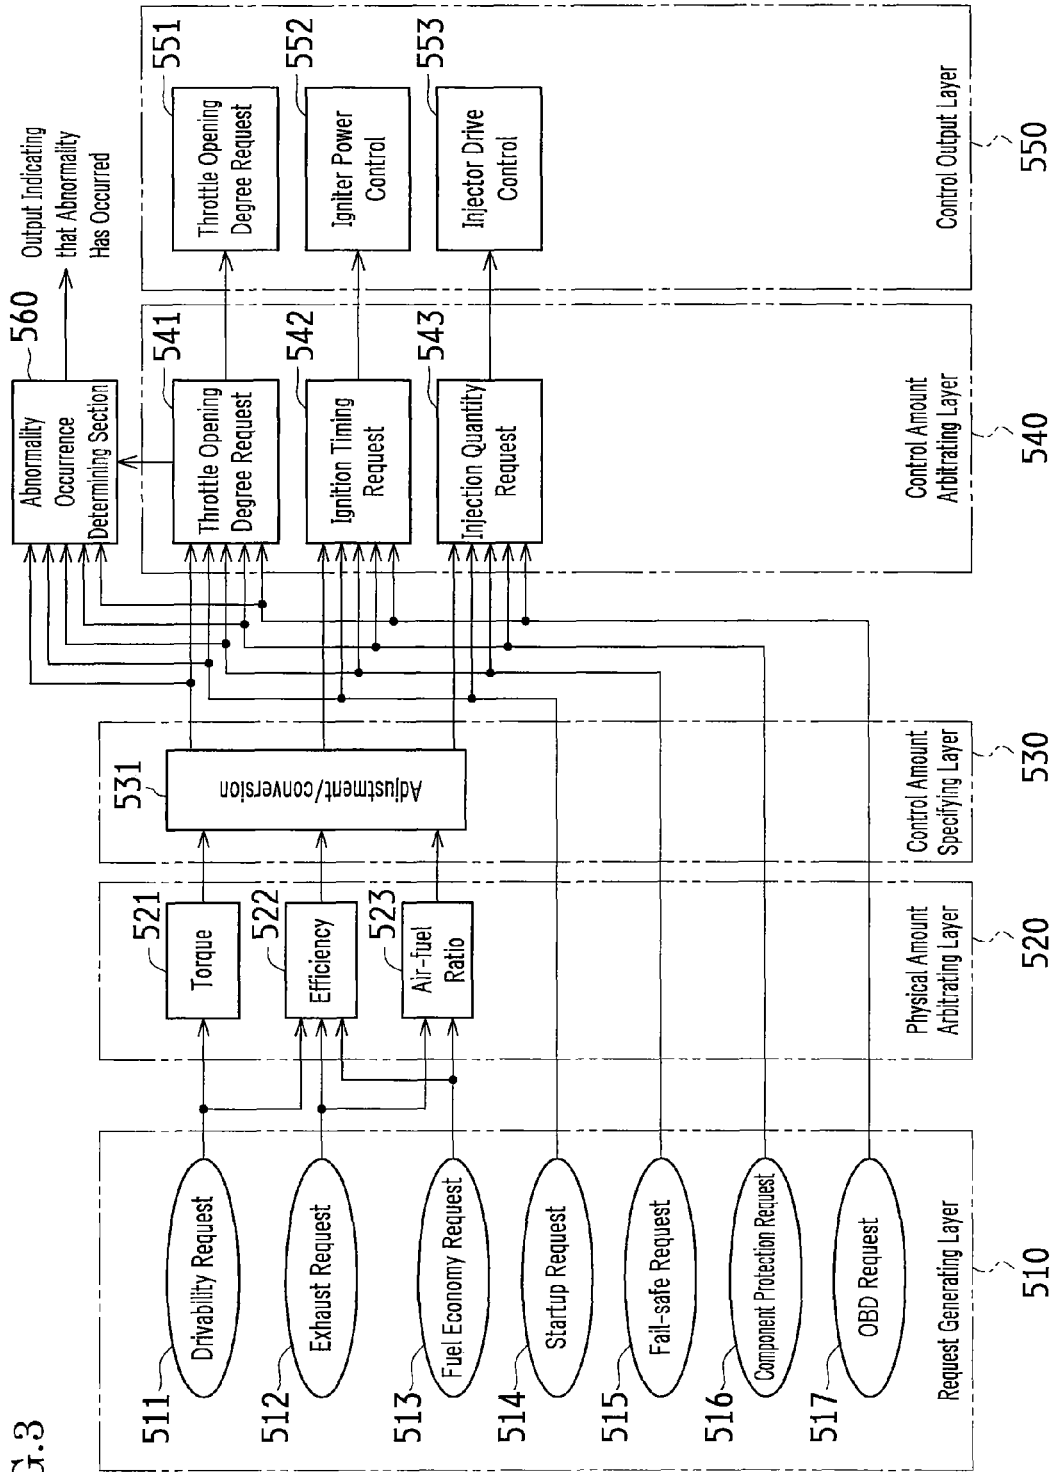 G.3
511
Drivability Request
512
Exhaust Request
513
Fuel Economy Request
514
Startup Request
515
Fail-safe Request
516
Component Protection Request
517
OBD Request
Request Generating Layer
510
521
Torque
522
Efficiency
523
Air-fuel
Ratio
Physical Amount
Arbitrating Layer
520
531
Adjustment/conversion
Control Amount
Specifying Layer
530
560
Abnormality
Occurrence
Determining Section
541
Throttle Opening
Degree Request
542
Ignition Timing
Request
543
Injection Quantity
Request
Control Amount
Arbitrating Layer
540
Output Indicating
that Abnormality
Has Occurred
551
Throttle Opening
Degree Request
552
Igniter Power
Control
553
Injector Drive
Control
Control Output Layer
550